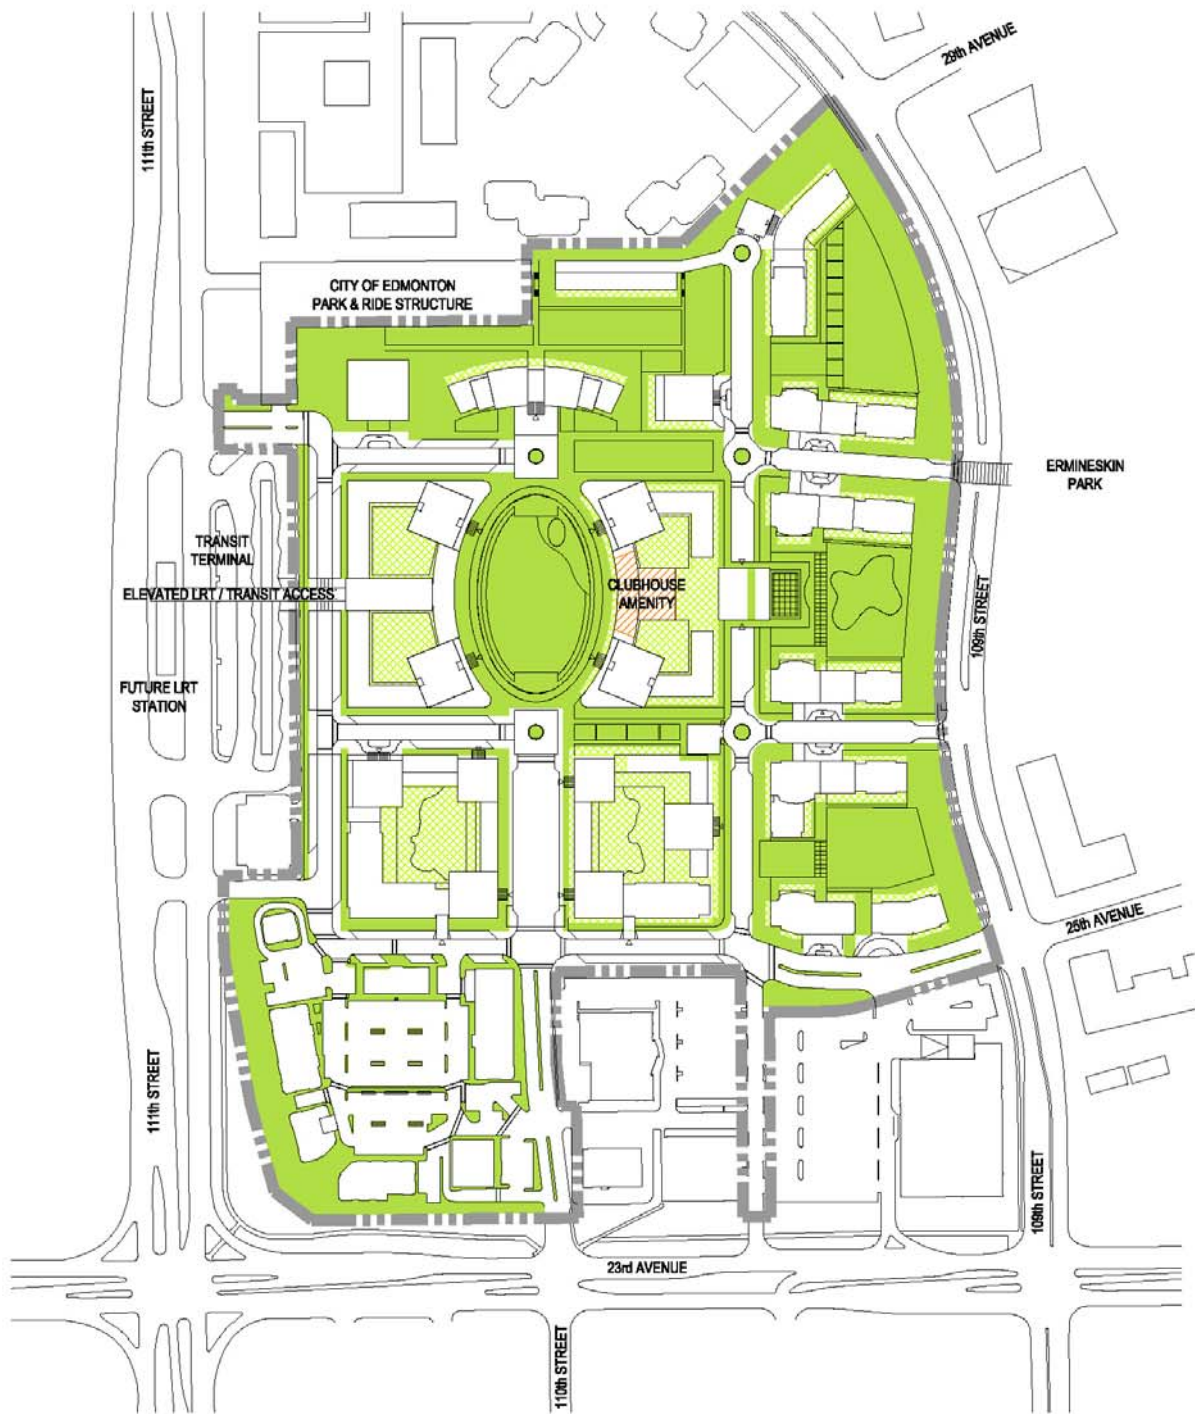 29th AVENUE
111th STREET
CITY OF EDMONTON
PARK & RIDE STRUCTURE
ERMINESKIN
PARK
TRANSIT
TERMINAL
ELEVATED LRT / TRANSIT ACCESS
CLUBHOUSE
AMENITY
109th STREET
FUTURE LRT
STATION
25th AVENUE
111th STREET
109th STREET
23rd AVENUE
110th STREET